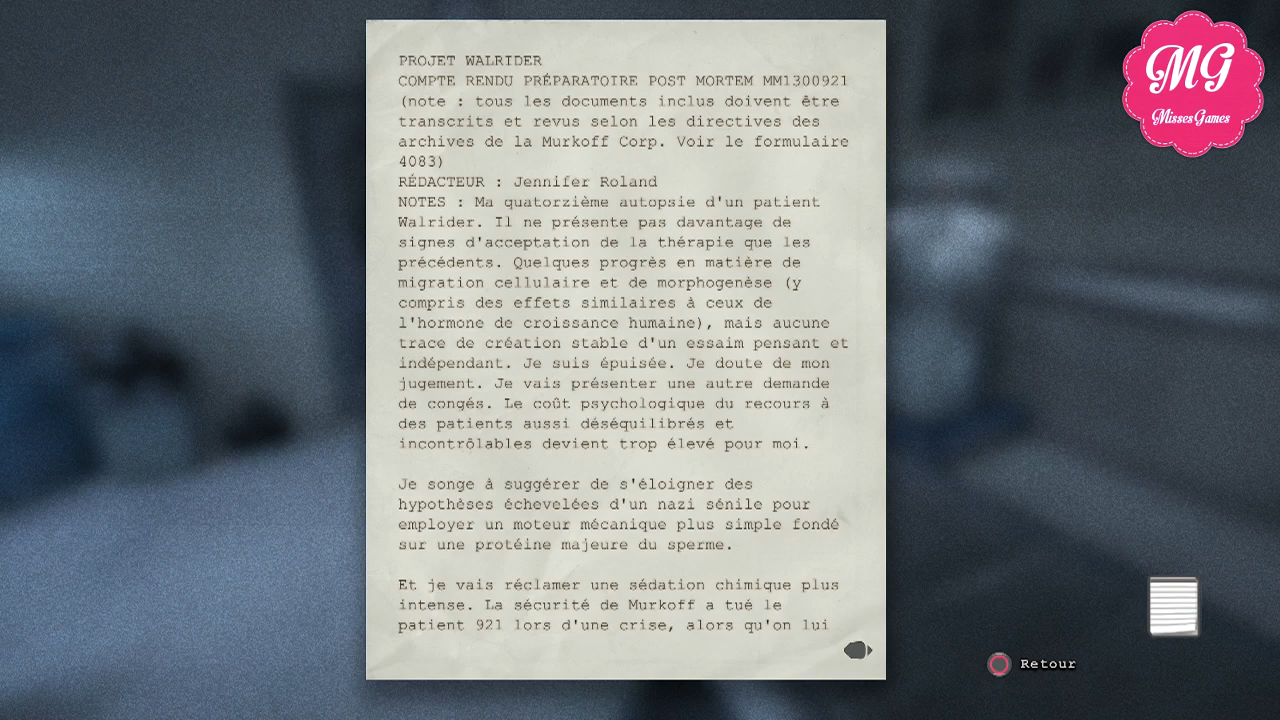 PROJET WALRIDER
COMPTE RENDU PRÉPARATOIRE POST MORTEM MM1300921
(note : tous les documents inclus doivent être
transcrits et revus selon les directives des
archives de la Murkoff Corp. Voir le formulaire
4083)
RÉDACTEUR : Jennifer Roland
NOTES : Ma quatorzième autopsie d'un patient
Walrider. Il ne présente pas davantage de
signes d'acceptation de la thérapie que les
précédents. Quelques progrès en matière de
migration cellulaire et de morphogenèse (y
compris des effets similaires à ceux de
l'hormone de croissance humaine), mais aucune
trace de création stable d'un essaim pensant et
indépendant. Je suis épuisée. Je doute de mon
jugement. Je vais présenter une autre demande
de congés. Le coût psychologique du recours à
des patients aussi déséquilibrés et
incontrôlables devient trop élevé pour moi.
Je songe à suggérer de s'éloigner des
hypothèses échevelées d'un nazi sénile pour
employer un moteur mécanique plus simple fondé
sur une protéine majeure du sperme.
Et je vais réclamer une sédation chimique plus
intense. La sécurité de Murkoff a tué le
patient 921 lors d'une crise, alors qu'on lui
MG
MissesGames
Retour